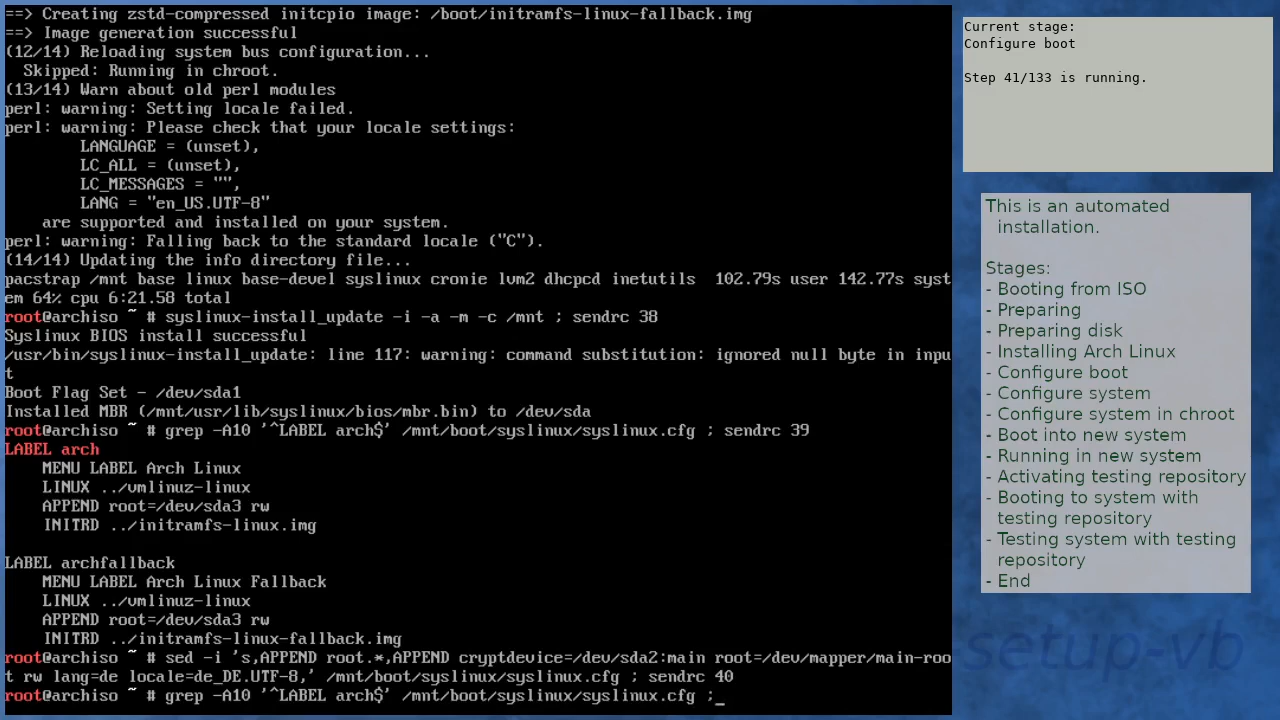 ==> Creating zstd-compressed initcpio image: /boot/initramfs-linux-fallback.img
==> Image generation successful
(12/14) Reloading system bus configuration...
  Skipped: Running in chroot.
(13/14) Warn about old perl modules
perl: warning: Setting locale failed.
perl: warning: Please check that your locale settings:
        LANGUAGE = (unset),
        LC_ALL = (unset),
        LC_MESSAGES = "",
        LANG = "en_US.UTF-8"
    are supported and installed on your system.
perl: warning: Falling back to the standard locale ("C").
(14/14) Updating the info directory file...
pacstrap /mnt base linux base-devel syslinux cronie lvm2 dhcpcd inetutils  102.79s user 142.77s syst
em 64% cpu 6:21.58 total
root@archiso ~ # syslinux-install_update -i -a -m -c /mnt ; sendrc 38
Syslinux BIOS install successful
/usr/bin/syslinux-install_update: line 117: warning: command substitution: ignored null byte in inpu
t
Boot Flag Set - /dev/sda1
Installed MBR (/mnt/usr/lib/syslinux/bios/mbr.bin) to /dev/sda
root@archiso ~ # grep -A10 '^LABEL arch$' /mnt/boot/syslinux/syslinux.cfg ; sendrc 39
LABEL arch
    MENU LABEL Arch Linux
    LINUX ../vmlinuz-linux
    APPEND root=/dev/sda3 rw
    INITRD ../initramfs-linux.img

LABEL archfallback
    MENU LABEL Arch Linux Fallback
    LINUX ../vmlinuz-linux
    APPEND root=/dev/sda3 rw
    INITRD ../initramfs-linux-fallback.img
root@archiso ~ # sed -i 's,APPEND root.*,APPEND cryptdevice=/dev/sda2:main root=/dev/mapper/main-roo
t rw lang=de locale=de_DE.UTF-8,' /mnt/boot/syslinux/syslinux.cfg ; sendrc 40
root@archiso ~ # grep -A10 '^LABEL arch$' /mnt/boot/syslinux/syslinux.cfg ;_
Current stage:
Configure boot

Step 41/133 is running.
This is an automated
installation.

Stages:
- Booting from ISO
- Preparing
- Preparing disk
- Installing Arch Linux
- Configure boot
- Configure system
- Configure system in chroot
- Boot into new system
- Running in new system
- Activating testing repository
- Booting to system with
testing repository
- Testing system with testing
repository
- End
setup-vb